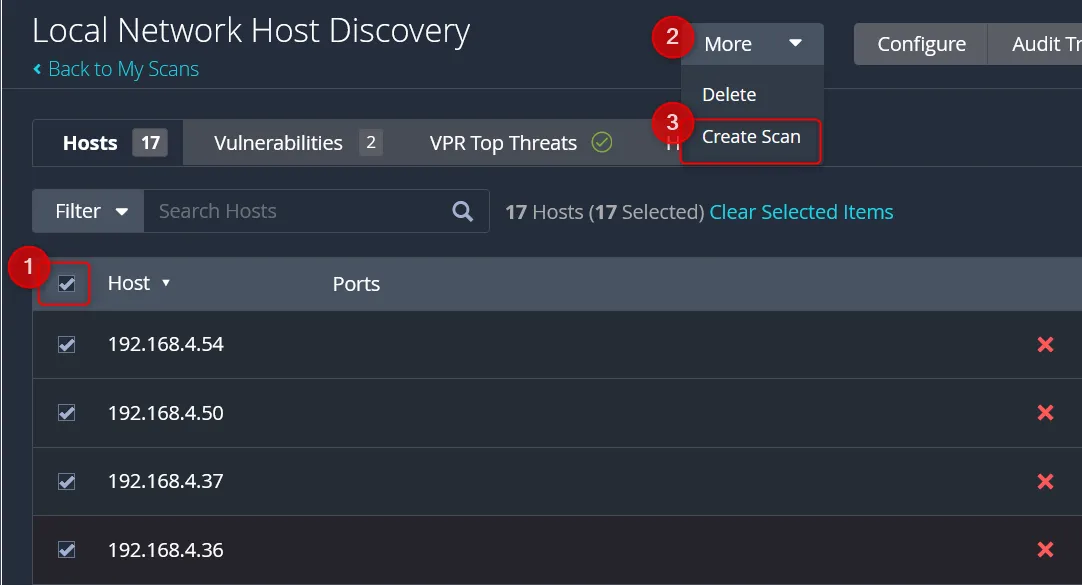 Local Network Host Discovery
2
More
Configure
Audit Tr
Back to My Scans
Delete
3
Create Scan
Hosts 17
Vulnerabilities 2
VPR Top Threats
H
Filter
Search Hosts
17 Hosts (17 Selected) Clear Selected Items
1
Host
Ports
192.168.4.54
192.168.4.50
192.168.4.37
192.168.4.36